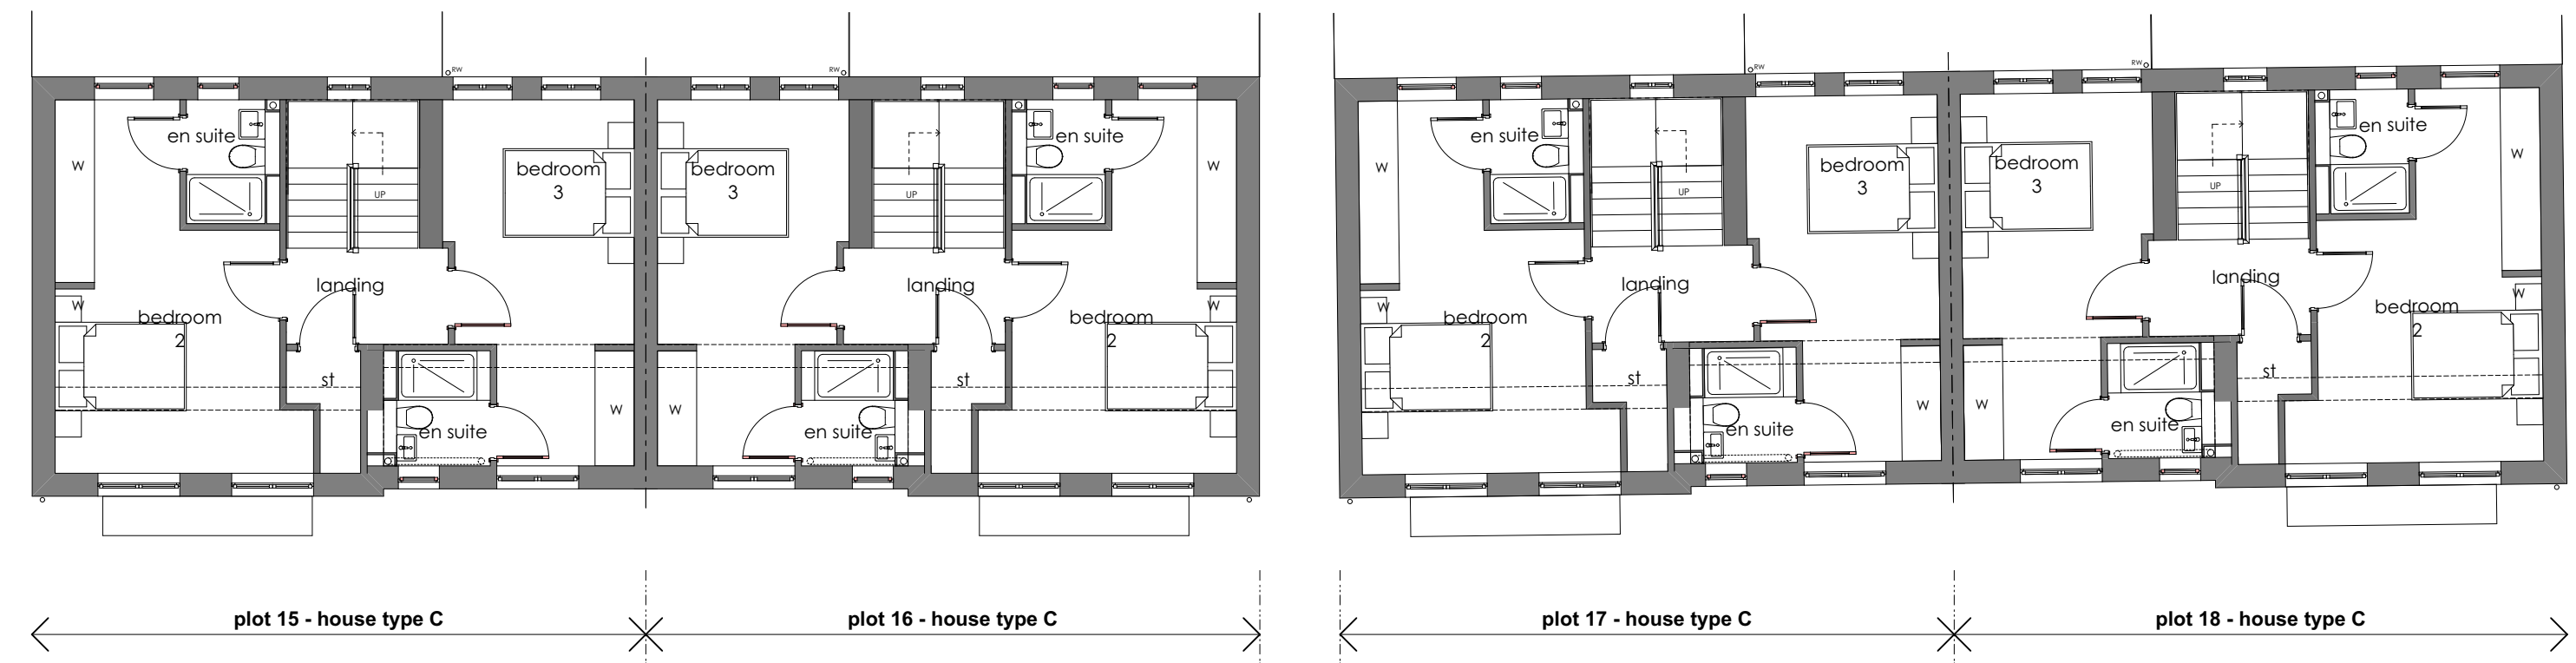 RW
RW
RW
RW
en suite
en suite
en suite
en suite
W
W
W
W
bedroom
3
bedroom
3
bedroom
3
bedroom
3
UP
UP
UP
UP
landing
landing
landing
landing
W
W
W
W
bedroom
2
bedroom
2
bedroom
2
bedroom
2
st
st
st
st
W
W
W
W
en suite
en suite
en suite
en suite
plot 15 - house type C
plot 16 - house type C
plot 17 - house type C
plot 18 - house type C